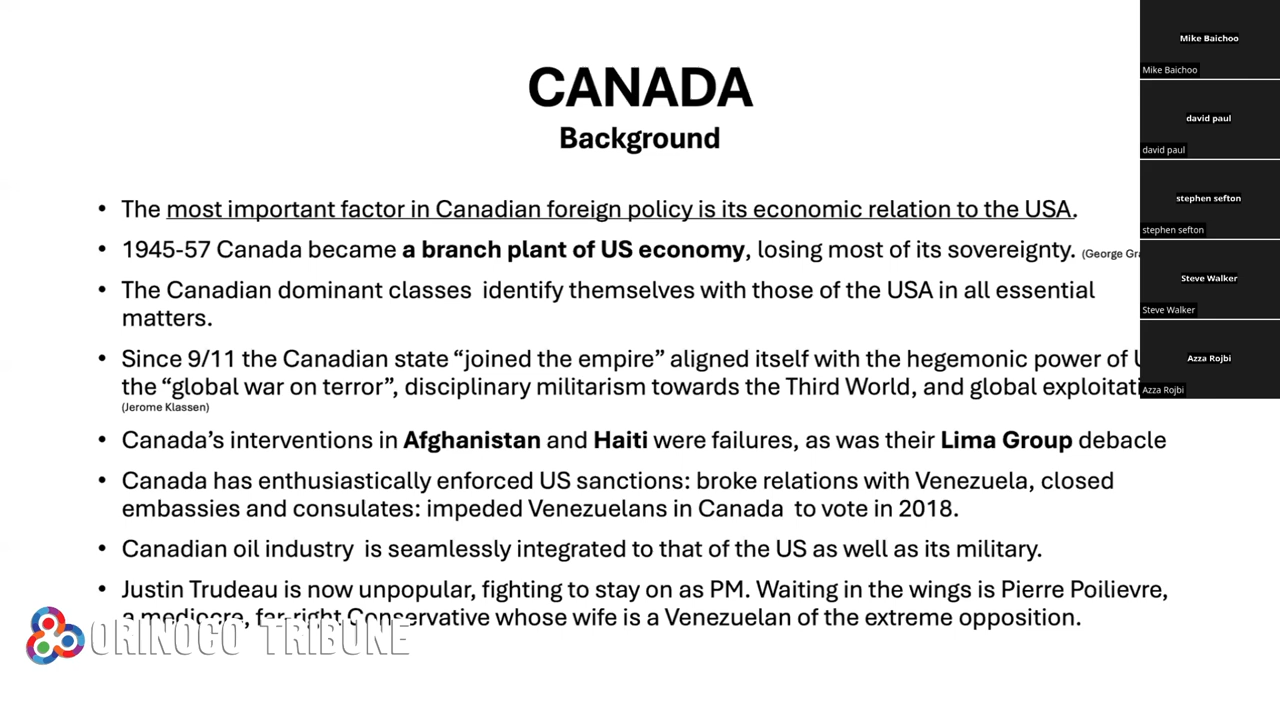 CANADA
Background
• The most important factor in Canadian foreign policy is its economic relation to the USA.
• 1945-57 Canada became a branch plant of US economy, losing most of its sovereignty. (George
• The Canadian dominant classes identify themselves with those of the USA in all essential
matters.
• Since 9/11 the Canadian state “joined the empire” aligned itself with the hegemonic power of
the “global war on terror”, disciplinary militarism towards the Third World, and global
(Jerome Klassen)
• Canada’s interventions in Afghanistan and Haiti were failures, as was their Lima Group debacle
• Canada has enthusiastically enforced US sanctions: broke relations with Venezuela, closed
embassies and consulates: impeded Venezuelans in Canada to vote in 2018.
• Canadian oil industry is seamlessly integrated to that of the US as well as its military.
• Justin Trudeau is now unpopular, fighting to stay on as PM. Waiting in the wings is Pierre Poilievre,
a mediocre, far-right Conservative whose wife is a Venezuelan of the extreme opposition.
ORINOCO TRIBUNE
Mike Baichoo
Mike Baichoo
david paul
david paul
stephen sefton
stephen sefton
Steve Walker
Steve Walker
Azza Rojbi
Azza Rojbi